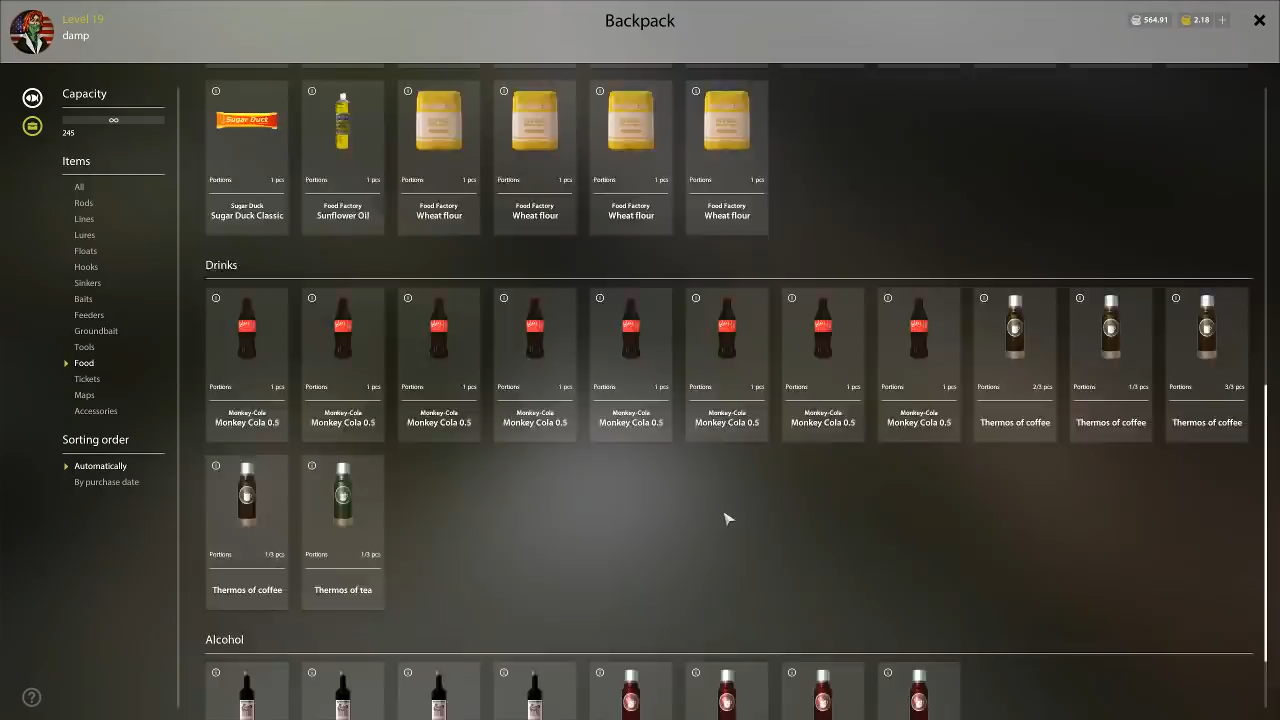 Level 19
damp
Backpack
564.91
2.18 +
Capacity
∞
245
Items
All
Rods
Lines
Lures
Floats
Hooks
Sinkers
Baits
Feeders
Groundbait
Tools
Food
Tickets
Maps
Accessories
Sorting order
Automatically
By purchase date
Sugar Duck
Portions 1 pcs Portions 1 pcs Portions 1 pcs Portions 1 pcs Portions 1 pcs Portions 1 pcs
Sugar Duck Food Factory Food Factory Food Factory Food Factory Food Factory
Sugar Duck Classic Sunflower Oil Wheat flour Wheat flour Wheat flour Wheat flour
Drinks
Portions 1 pcs Portions 1 pcs Portions 1 pcs Portions 1 pcs Portions 1 pcs Portions 1 pcs Portions 1 pcs Portions 1 pcs Portions 2/3 pcs Portions 1/3 pcs Portions 3/3 pcs
Monkey-Cola Monkey-Cola Monkey-Cola Monkey-Cola Monkey-Cola Monkey-Cola Monkey-Cola Monkey-Cola
Monkey Cola 0.5 Monkey Cola 0.5 Monkey Cola 0.5 Monkey Cola 0.5 Monkey Cola 0.5 Monkey Cola 0.5 Monkey Cola 0.5 Monkey Cola 0.5 Thermos of coffee Thermos of coffee Thermos of coffee
Portions 1/3 pcs Portions 1/3 pcs
Thermos of coffee Thermos of tea
Alcohol
?